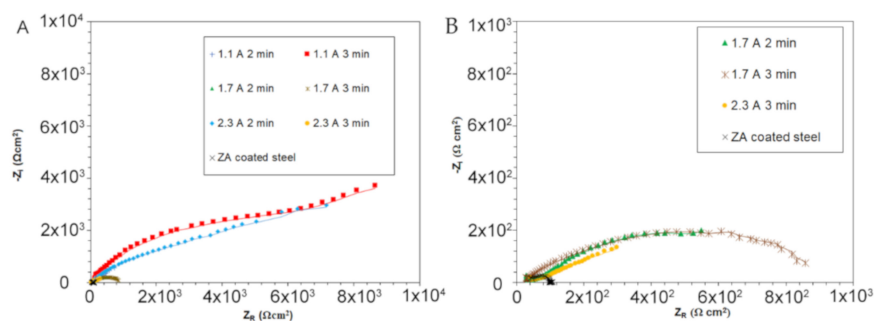 A
1x10⁴
8x10³
6x10³
4x10³
2x10³
0
-Zᵢ (Ωcm²)
0 2x10³ 4x10³ 6x10³ 8x10³ 1x10⁴
Z_R (Ωcm²)
1.1 A 2 min 1.1 A 3 min
1.7 A 2 min 1.7 A 3 min
2.3 A 2 min 2.3 A 3 min
ZA coated steel
B
1x10³
8x10²
6x10²
4x10²
2x10²
0
-Zᵢ (Ω cm²)
0 2x10² 4x10² 6x10² 8x10² 1x10³
Z_R (Ω cm²)
1.7 A 2 min
1.7 A 3 min
2.3 A 3 min
ZA coated steel